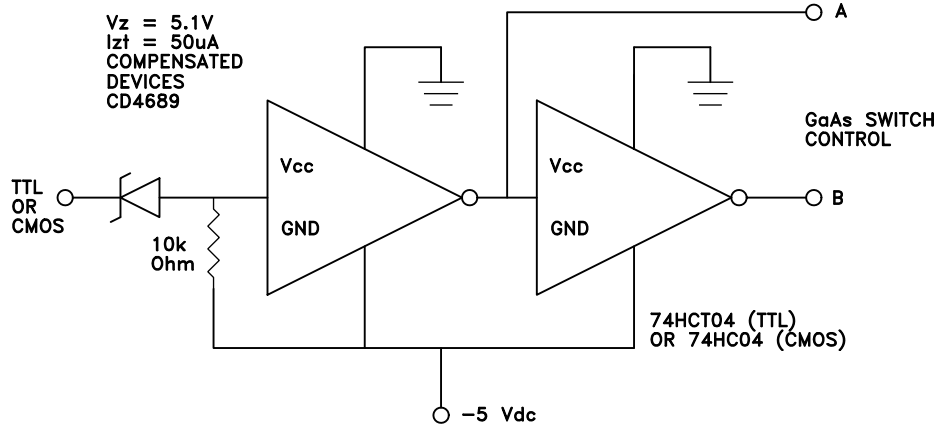 Vz = 5.1V
Izt = 50uA
COMPENSATED
DEVICES
CD4689
A
GaAs SWITCH
CONTROL
Vcc
Vcc
TTL
OR
CMOS
B
GND
GND
10k
Ohm
74HCT04 (TTL)
OR 74HC04 (CMOS)
-5 Vdc